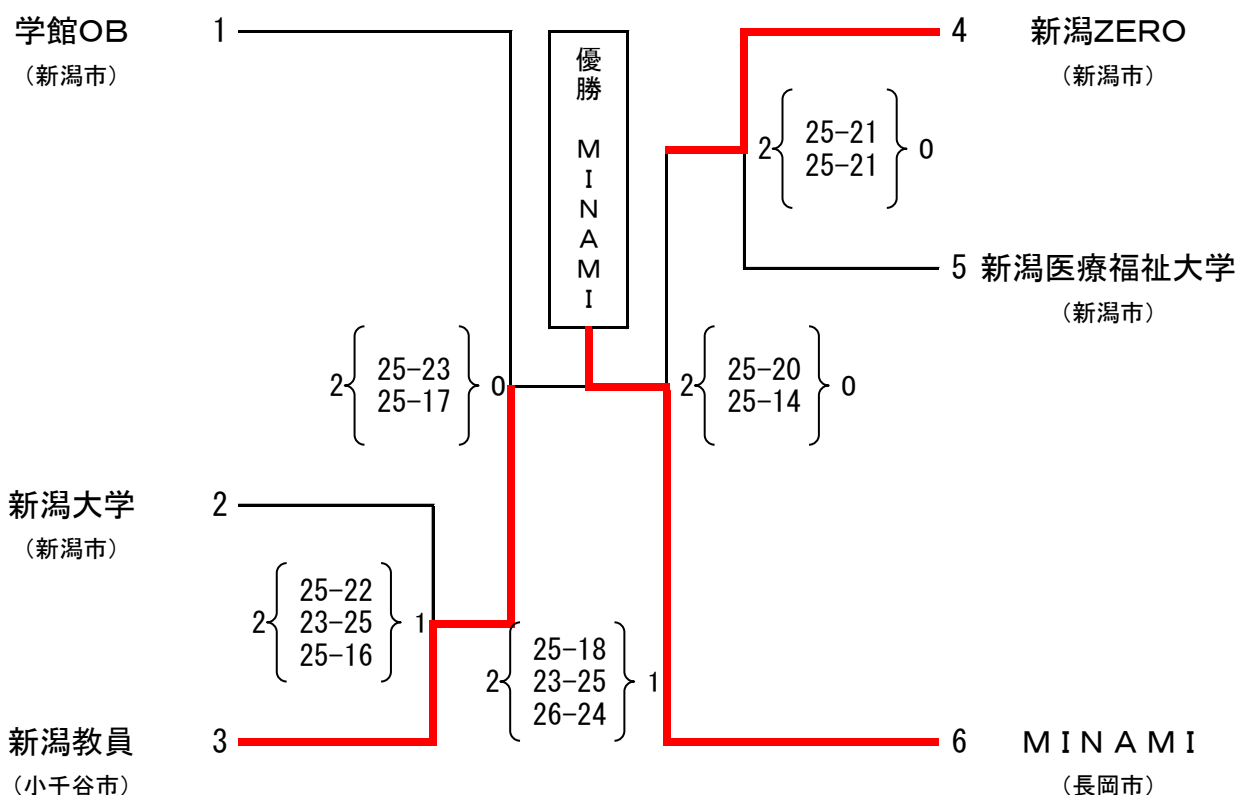 学館OB 1
（新潟市）
優勝 MINAMI
4 新潟ZERO
（新潟市）
2 25-21 0
25-21
5 新潟医療福祉大学
（新潟市）
2 25-23 0
25-17
2 25-20 0
25-14
新潟大学 2
（新潟市）
2 25-22 1
23-25
25-16
2 25-18 1
23-25
26-24
新潟教員 3
（小千谷市）
6 MINAMI
（長岡市）